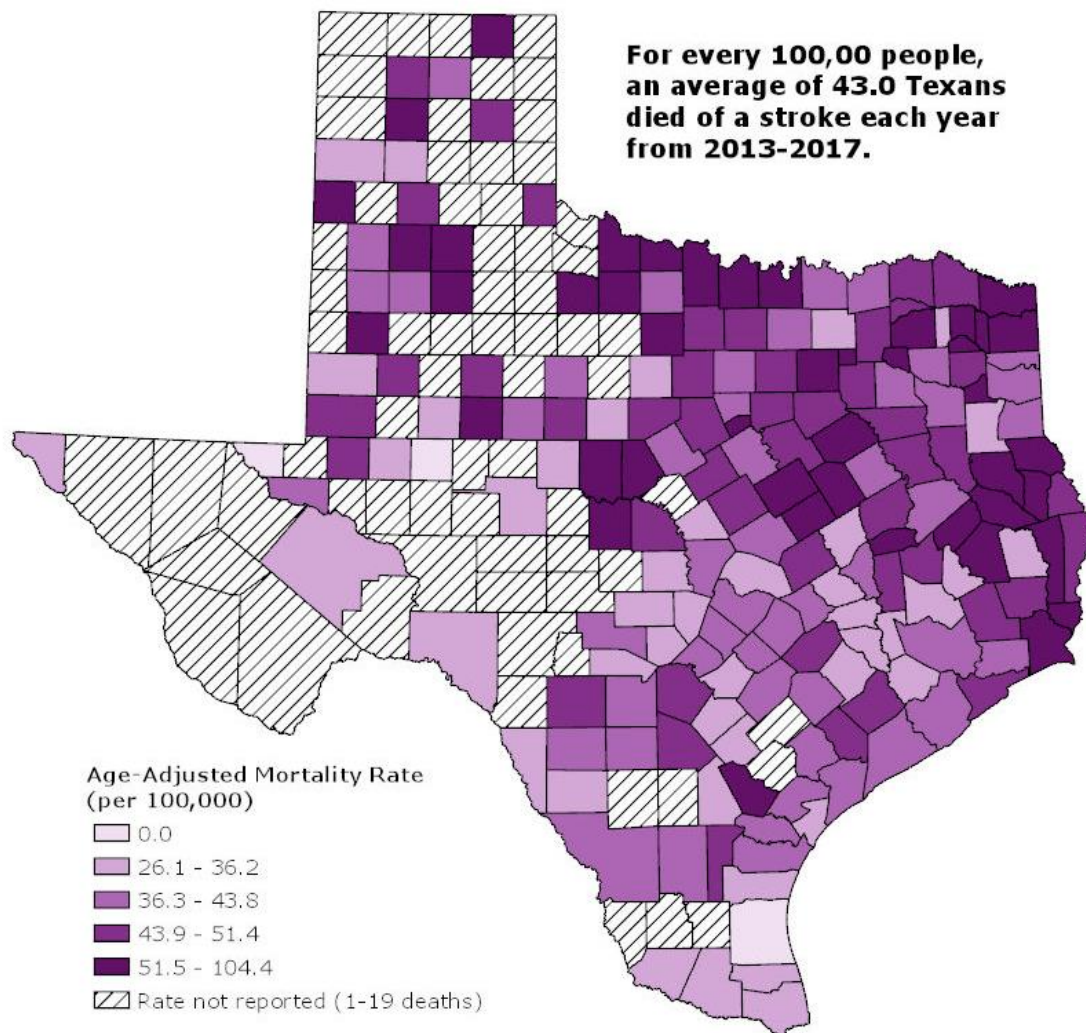 For every 100,00 people,
an average of 43.0 Texans
died of a stroke each year
from 2013-2017.
Age-Adjusted Mortality Rate
(per 100,000)
0.0
26.1 - 36.2
36.3 - 43.8
43.9 - 51.4
51.5 - 104.4
Rate not reported (1-19 deaths)